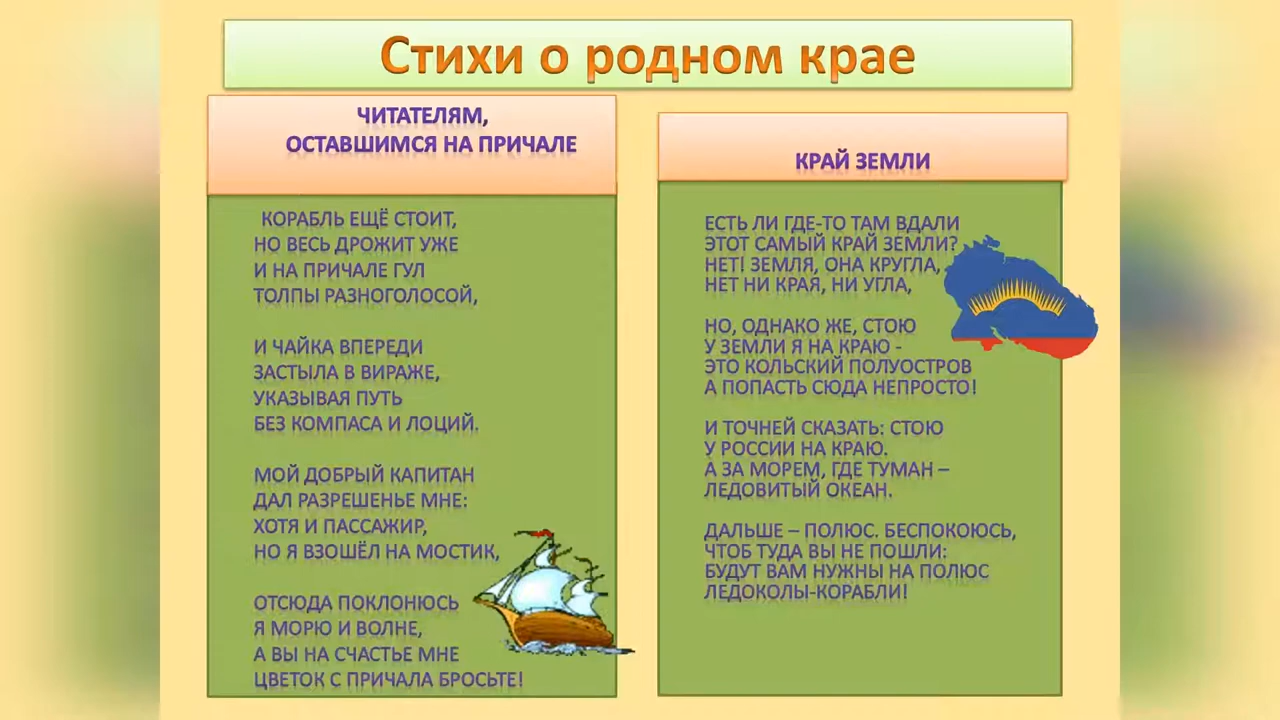 Стихи о родном крае
ЧИТАТЕЛЯМ,
ОСТАВШИМСЯ НА ПРИЧАЛЕ
КОРАБЛЬ ЕЩЁ СТОИТ,
НО ВЕСЬ ДРОЖИТ УЖЕ
И НА ПРИЧАЛЕ ГУЛ
ТОЛПЫ РАЗНОГОЛОСОЙ,
И ЧАЙКА ВПЕРЕДИ
ЗАСТЫЛА В ВИРАЖЕ,
УКАЗЫВАЯ ПУТЬ
БЕЗ КОМПАСА И ЛОЦИЙ.
МОЙ ДОБРЫЙ КАПИТАН
ДАЛ РАЗРЕШЕНЬЕ МНЕ:
ХОТЯ И ПАССАЖИР,
НО Я ВЗОШЁЛ НА МОСТИК,
ОТСЮДА ПОКЛОНЮСЬ
Я МОРЮ И ВОЛНЕ,
А ВЫ НА СЧАСТЬЕ МНЕ
ЦВЕТОК С ПРИЧАЛА БРОСЬТЕ!
КРАЙ ЗЕМЛИ
ЕСТЬ ЛИ ГДЕ-ТО ТАМ ВДАЛИ
ЭТОТ САМЫЙ КРАЙ ЗЕМЛИ?
НЕТ! ЗЕМЛЯ, ОНА КРУГЛА,
НЕТ НИ КРАЯ, НИ УГЛА,
НО, ОДНАКО ЖЕ, СТОЮ
У ЗЕМЛИ Я НА КРАЮ -
ЭТО КОЛЬСКИЙ ПОЛУОСТРОВ
А ПОПАСТЬ СЮДА НЕПРОСТО!
И ТОЧНЕЙ СКАЗАТЬ: СТОЮ
У РОССИИ НА КРАЮ.
А ЗА МОРЕМ, ГДЕ ТУМАН –
ЛЕДОВИТЫЙ ОКЕАН.
ДАЛЬШЕ – ПОЛЮС. БЕСПОКОЮСЬ,
ЧТОБ ТУДА ВЫ НЕ ПОШЛИ:
БУДУТ ВАМ НУЖНЫ НА ПОЛЮС
ЛЕДОКОЛЫ-КОРАБЛИ!